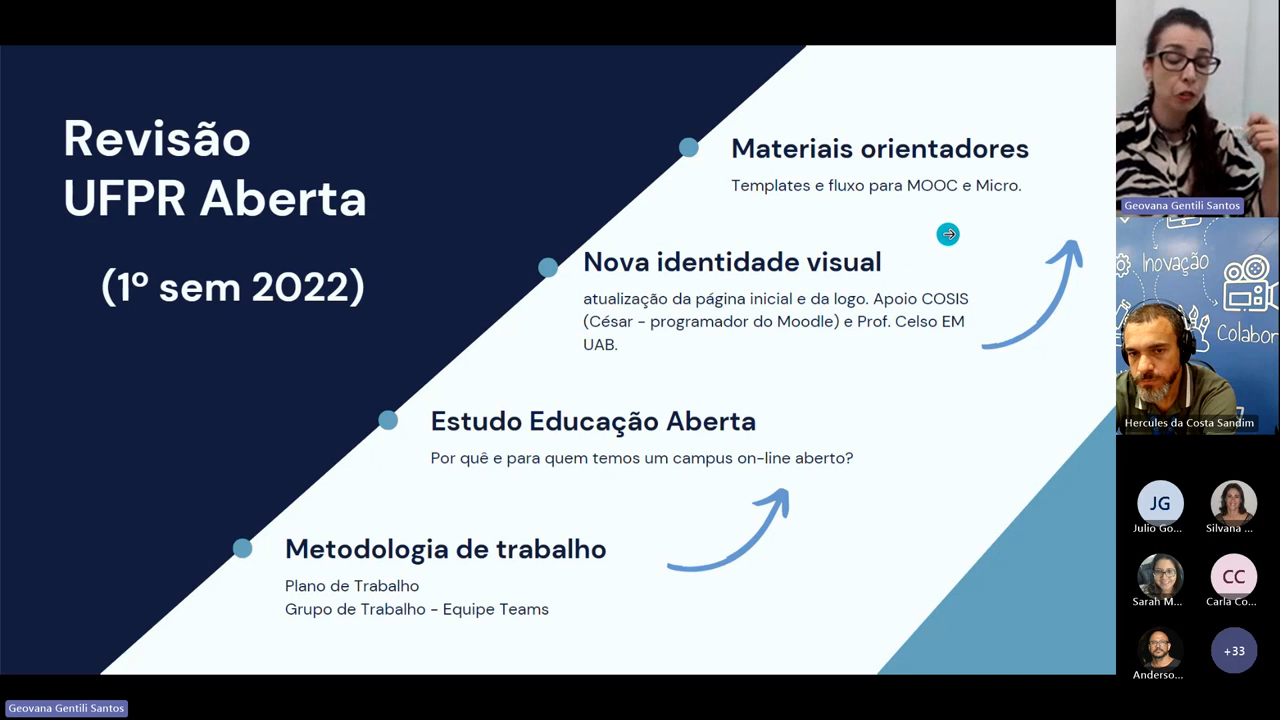 Revisão
UFPR Aberta
(1º sem 2022)
Materiais orientadores
Templates e fluxo para MOOC e Micro.
Nova identidade visual
atualização da página inicial e da logo. Apoio COSIS
(César - programador do Moodle) e Prof. Celso EM
UAB.
Estudo Educação Aberta
Por quê e para quem temos um campus on-line aberto?
Metodologia de trabalho
Plano de Trabalho
Grupo de Trabalho - Equipe Teams
Geovana Gentili Santos
Inovação
Colabor
Hercules da Costa Sandim
JG
Julio Go...
Silvana ...
Sarah M...
CC
Carla Co...
Anderso...
+33
Geovana Gentili Santos